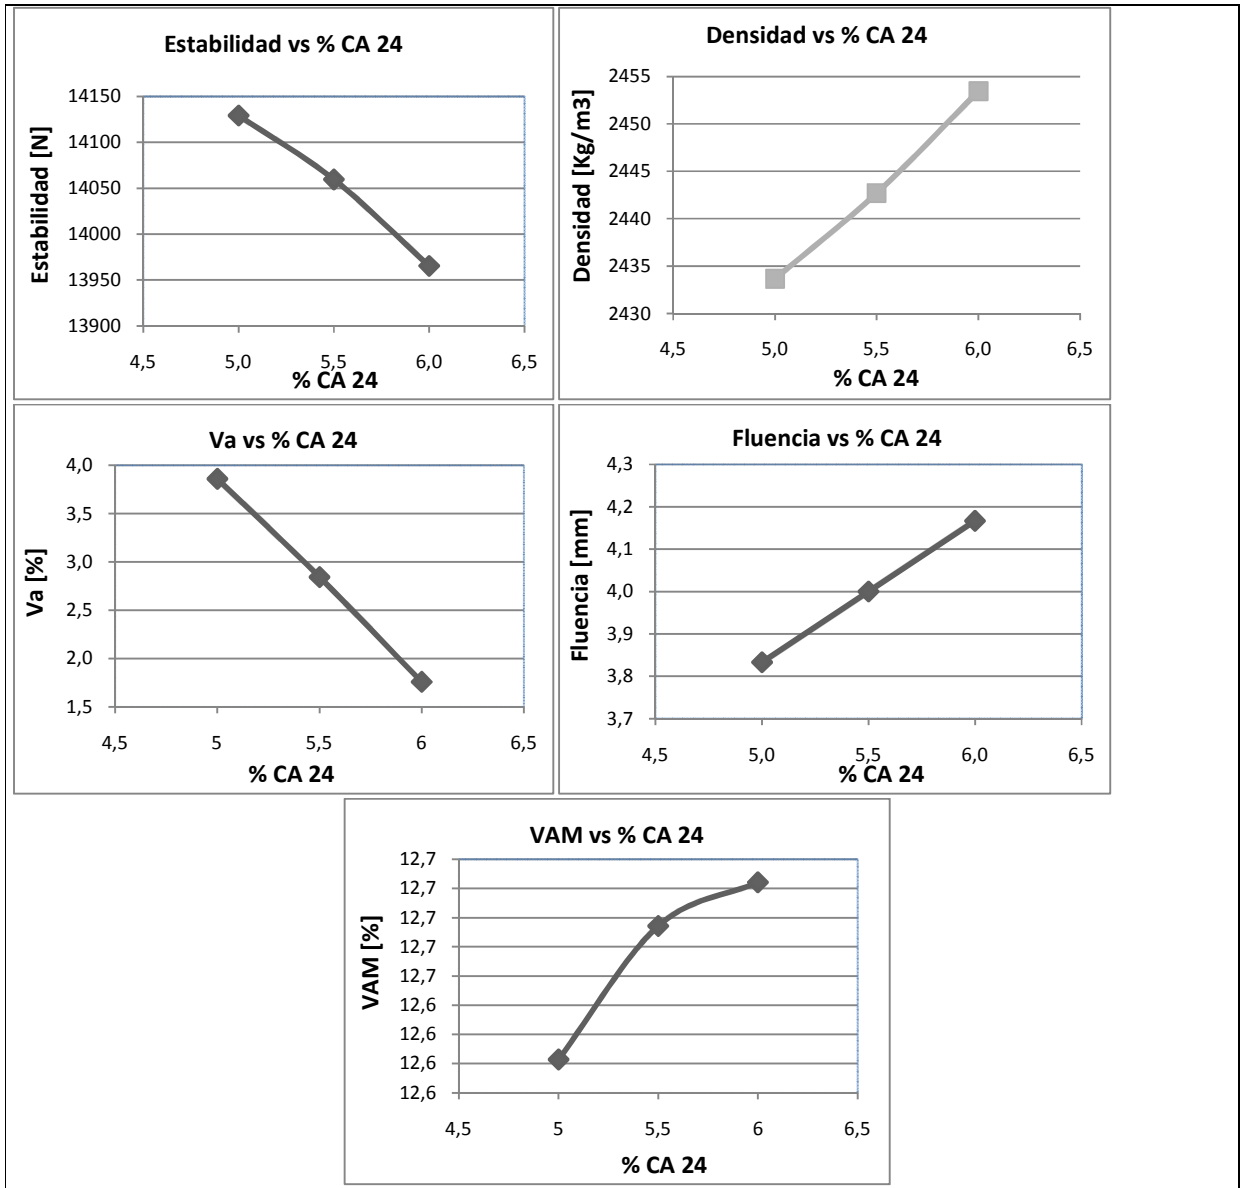 Estabilidad vs % CA 24
Estabilidad [N]
14150
14100
14050
14000
13950
13900
4,5 5,0 5,5 6,0 6,5
% CA 24
Densidad vs % CA 24
Densidad [Kg/m3]
2455
2450
2445
2440
2435
2430
4,5 5,0 5,5 6,0 6,5
% CA 24
Va vs % CA 24
Va [%]
4,0
3,5
3,0
2,5
2,0
1,5
4,5 5 5,5 6 6,5
% CA 24
Fluencia vs % CA 24
Fluencia [mm]
4,3
4,2
4,1
4,0
3,9
3,8
3,7
4,5 5,0 5,5 6,0 6,5
% CA 24
VAM vs % CA 24
VAM [%]
12,7
12,7
12,7
12,7
12,7
12,6
12,6
12,6
12,6
4,5 5 5,5 6 6,5
% CA 24